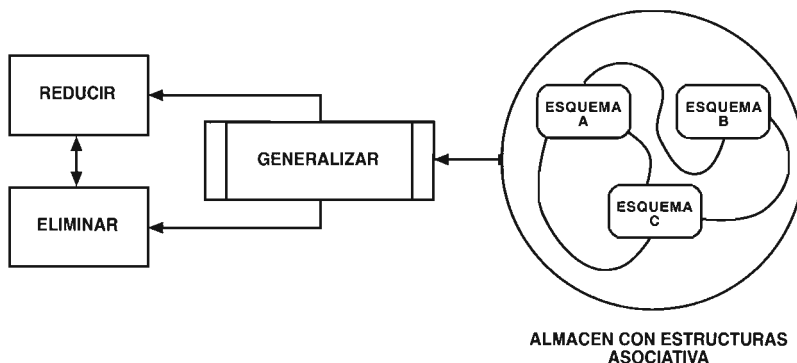 REDUCIR
ELIMINAR
GENERALIZAR
ESQUEMA
A
ESQUEMA
B
ESQUEMA
C
ALMACEN CON ESTRUCTURAS
ASOCIATIVA